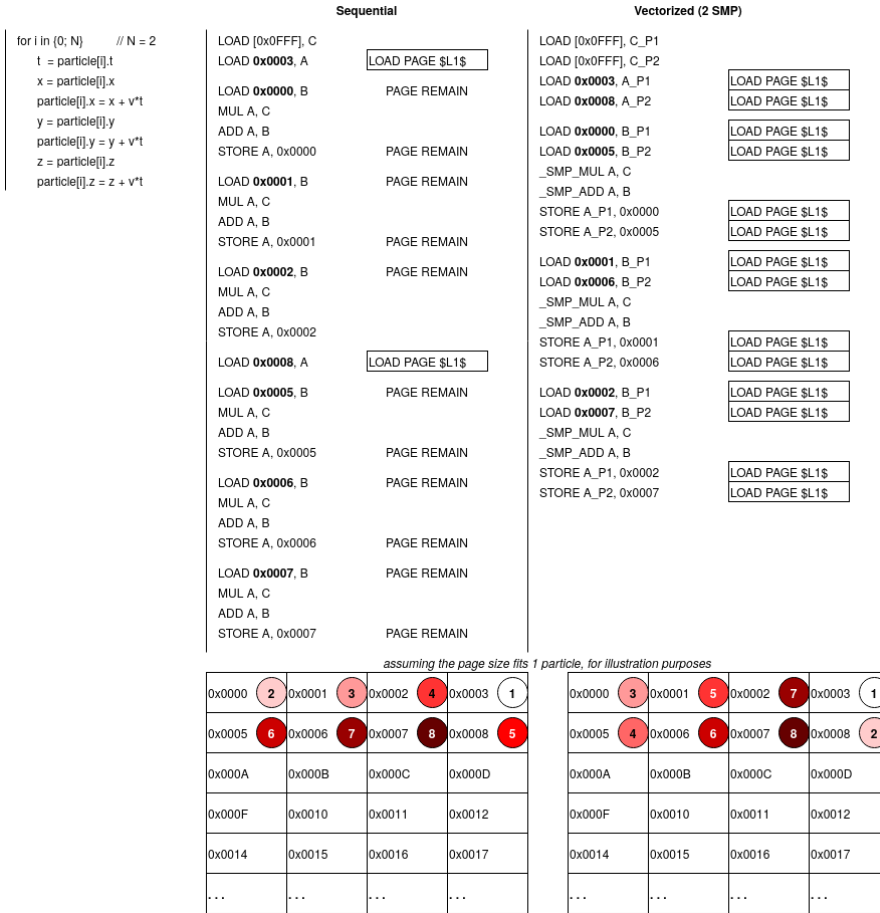 Sequential
Vectorized (2 SMP)
for i in {0; N} // N = 2
t = particle[i].t
x = particle[i].x
particle[i].x = x + v*t
y = particle[i].y
particle[i].y = y + v*t
z = particle[i].z
particle[i].z = z + v*t
LOAD [0x0FFF], C
LOAD 0x0003, A LOAD PAGE $L1$
LOAD 0x0000, B PAGE REMAIN
MUL A, C
ADD A, B
STORE A, 0x0000 PAGE REMAIN
LOAD 0x0001, B PAGE REMAIN
MUL A, C
ADD A, B
STORE A, 0x0001 PAGE REMAIN
LOAD 0x0002, B PAGE REMAIN
MUL A, C
ADD A, B
STORE A, 0x0002
LOAD 0x0008, A LOAD PAGE $L1$
LOAD 0x0005, B PAGE REMAIN
MUL A, C
ADD A, B
STORE A, 0x0005 PAGE REMAIN
LOAD 0x0006, B PAGE REMAIN
MUL A, C
ADD A, B
STORE A, 0x0006 PAGE REMAIN
LOAD 0x0007, B PAGE REMAIN
MUL A, C
ADD A, B
STORE A, 0x0007 PAGE REMAIN
LOAD [0x0FFF], C_P1
LOAD [0x0FFF], C_P2
LOAD 0x0003, A_P1 LOAD PAGE $L1$
LOAD 0x0008, A_P2 LOAD PAGE $L1$
LOAD 0x0000, B_P1 LOAD PAGE $L1$
LOAD 0x0005, B_P2 LOAD PAGE $L1$
_SMP_MUL A, C
_SMP_ADD A, B
STORE A_P1, 0x0000 LOAD PAGE $L1$
STORE A_P2, 0x0005 LOAD PAGE $L1$
LOAD 0x0001, B_P1 LOAD PAGE $L1$
LOAD 0x0006, B_P2 LOAD PAGE $L1$
_SMP_MUL A, C
_SMP_ADD A, B
STORE A_P1, 0x0001 LOAD PAGE $L1$
STORE A_P2, 0x0006 LOAD PAGE $L1$
LOAD 0x0002, B_P1 LOAD PAGE $L1$
LOAD 0x0007, B_P2 LOAD PAGE $L1$
_SMP_MUL A, C
_SMP_ADD A, B
STORE A_P1, 0x0002 LOAD PAGE $L1$
STORE A_P2, 0x0007 LOAD PAGE $L1$
assuming the page size fits 1 particle, for illustration purposes
0x0000 2 0x0001 3 0x0002 4 0x0003 1
0x0005 6 0x0006 7 0x0007 8 0x0008 5
0x000A 0x000B 0x000C 0x000D
0x000F 0x0010 0x0011 0x0012
0x0014 0x0015 0x0016 0x0017
... ... ... ...
0x0000 3 0x0001 5 0x0002 7 0x0003 1
0x0005 4 0x0006 6 0x0007 8 0x0008 2
0x000A 0x000B 0x000C 0x000D
0x000F 0x0010 0x0011 0x0012
0x0014 0x0015 0x0016 0x0017
... ... ... ...